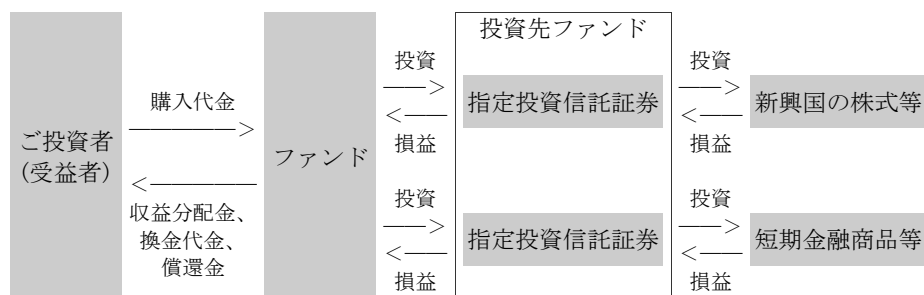 ご投資者
(受益者)
購入代金
————>
<————
収益分配金、
換金代金、
償還金
ファンド
投資
——>
<——
損益
投資
——>
<——
損益
投資先ファンド
指定投資信託証券
指定投資信託証券
投資
——>
<——
損益
投資
——>
<——
損益
新興国の株式等
短期金融商品等